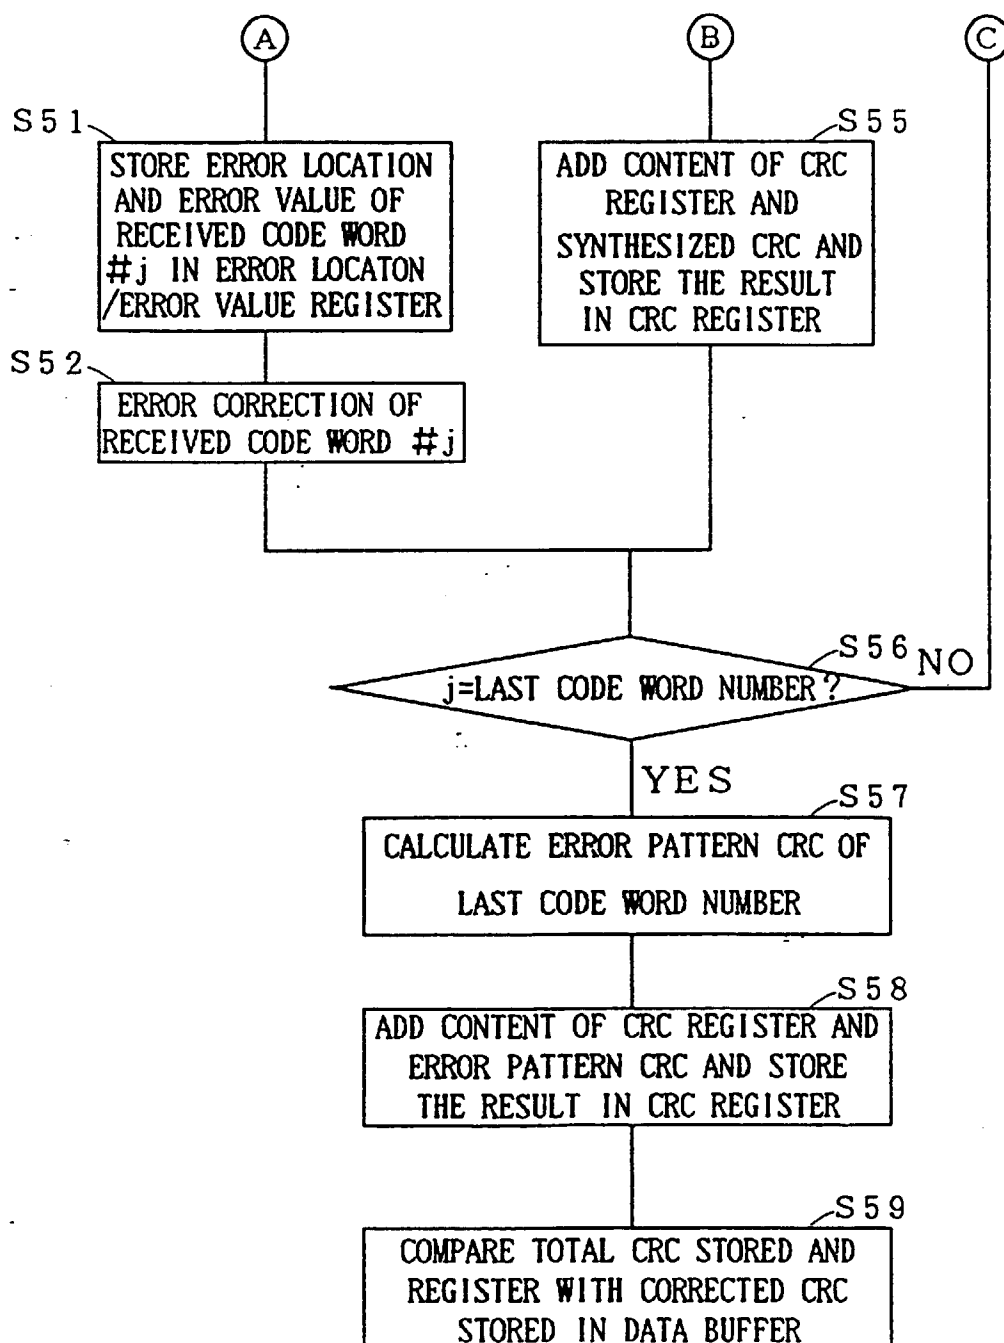 A
B
C
S51
STORE ERROR LOCATION
AND ERROR VALUE OF
RECEIVED CODE WORD
#j IN ERROR LOCATON
/ERROR VALUE REGISTER
S52
ERROR CORRECTION OF
RECEIVED CODE WORD #j
S55
ADD CONTENT OF CRC
REGISTER AND
SYNTHESIZED CRC AND
STORE THE RESULT
IN CRC REGISTER
S56
NO
j=LAST CODE WORD NUMBER?
YES
S57
CALCULATE ERROR PATTERN CRC OF
LAST CODE WORD NUMBER
S58
ADD CONTENT OF CRC REGISTER AND
ERROR PATTERN CRC AND STORE
THE RESULT IN CRC REGISTER
S59
COMPARE TOTAL CRC STORED AND
REGISTER WITH CORRECTED CRC
STORED IN DATA BUFFER